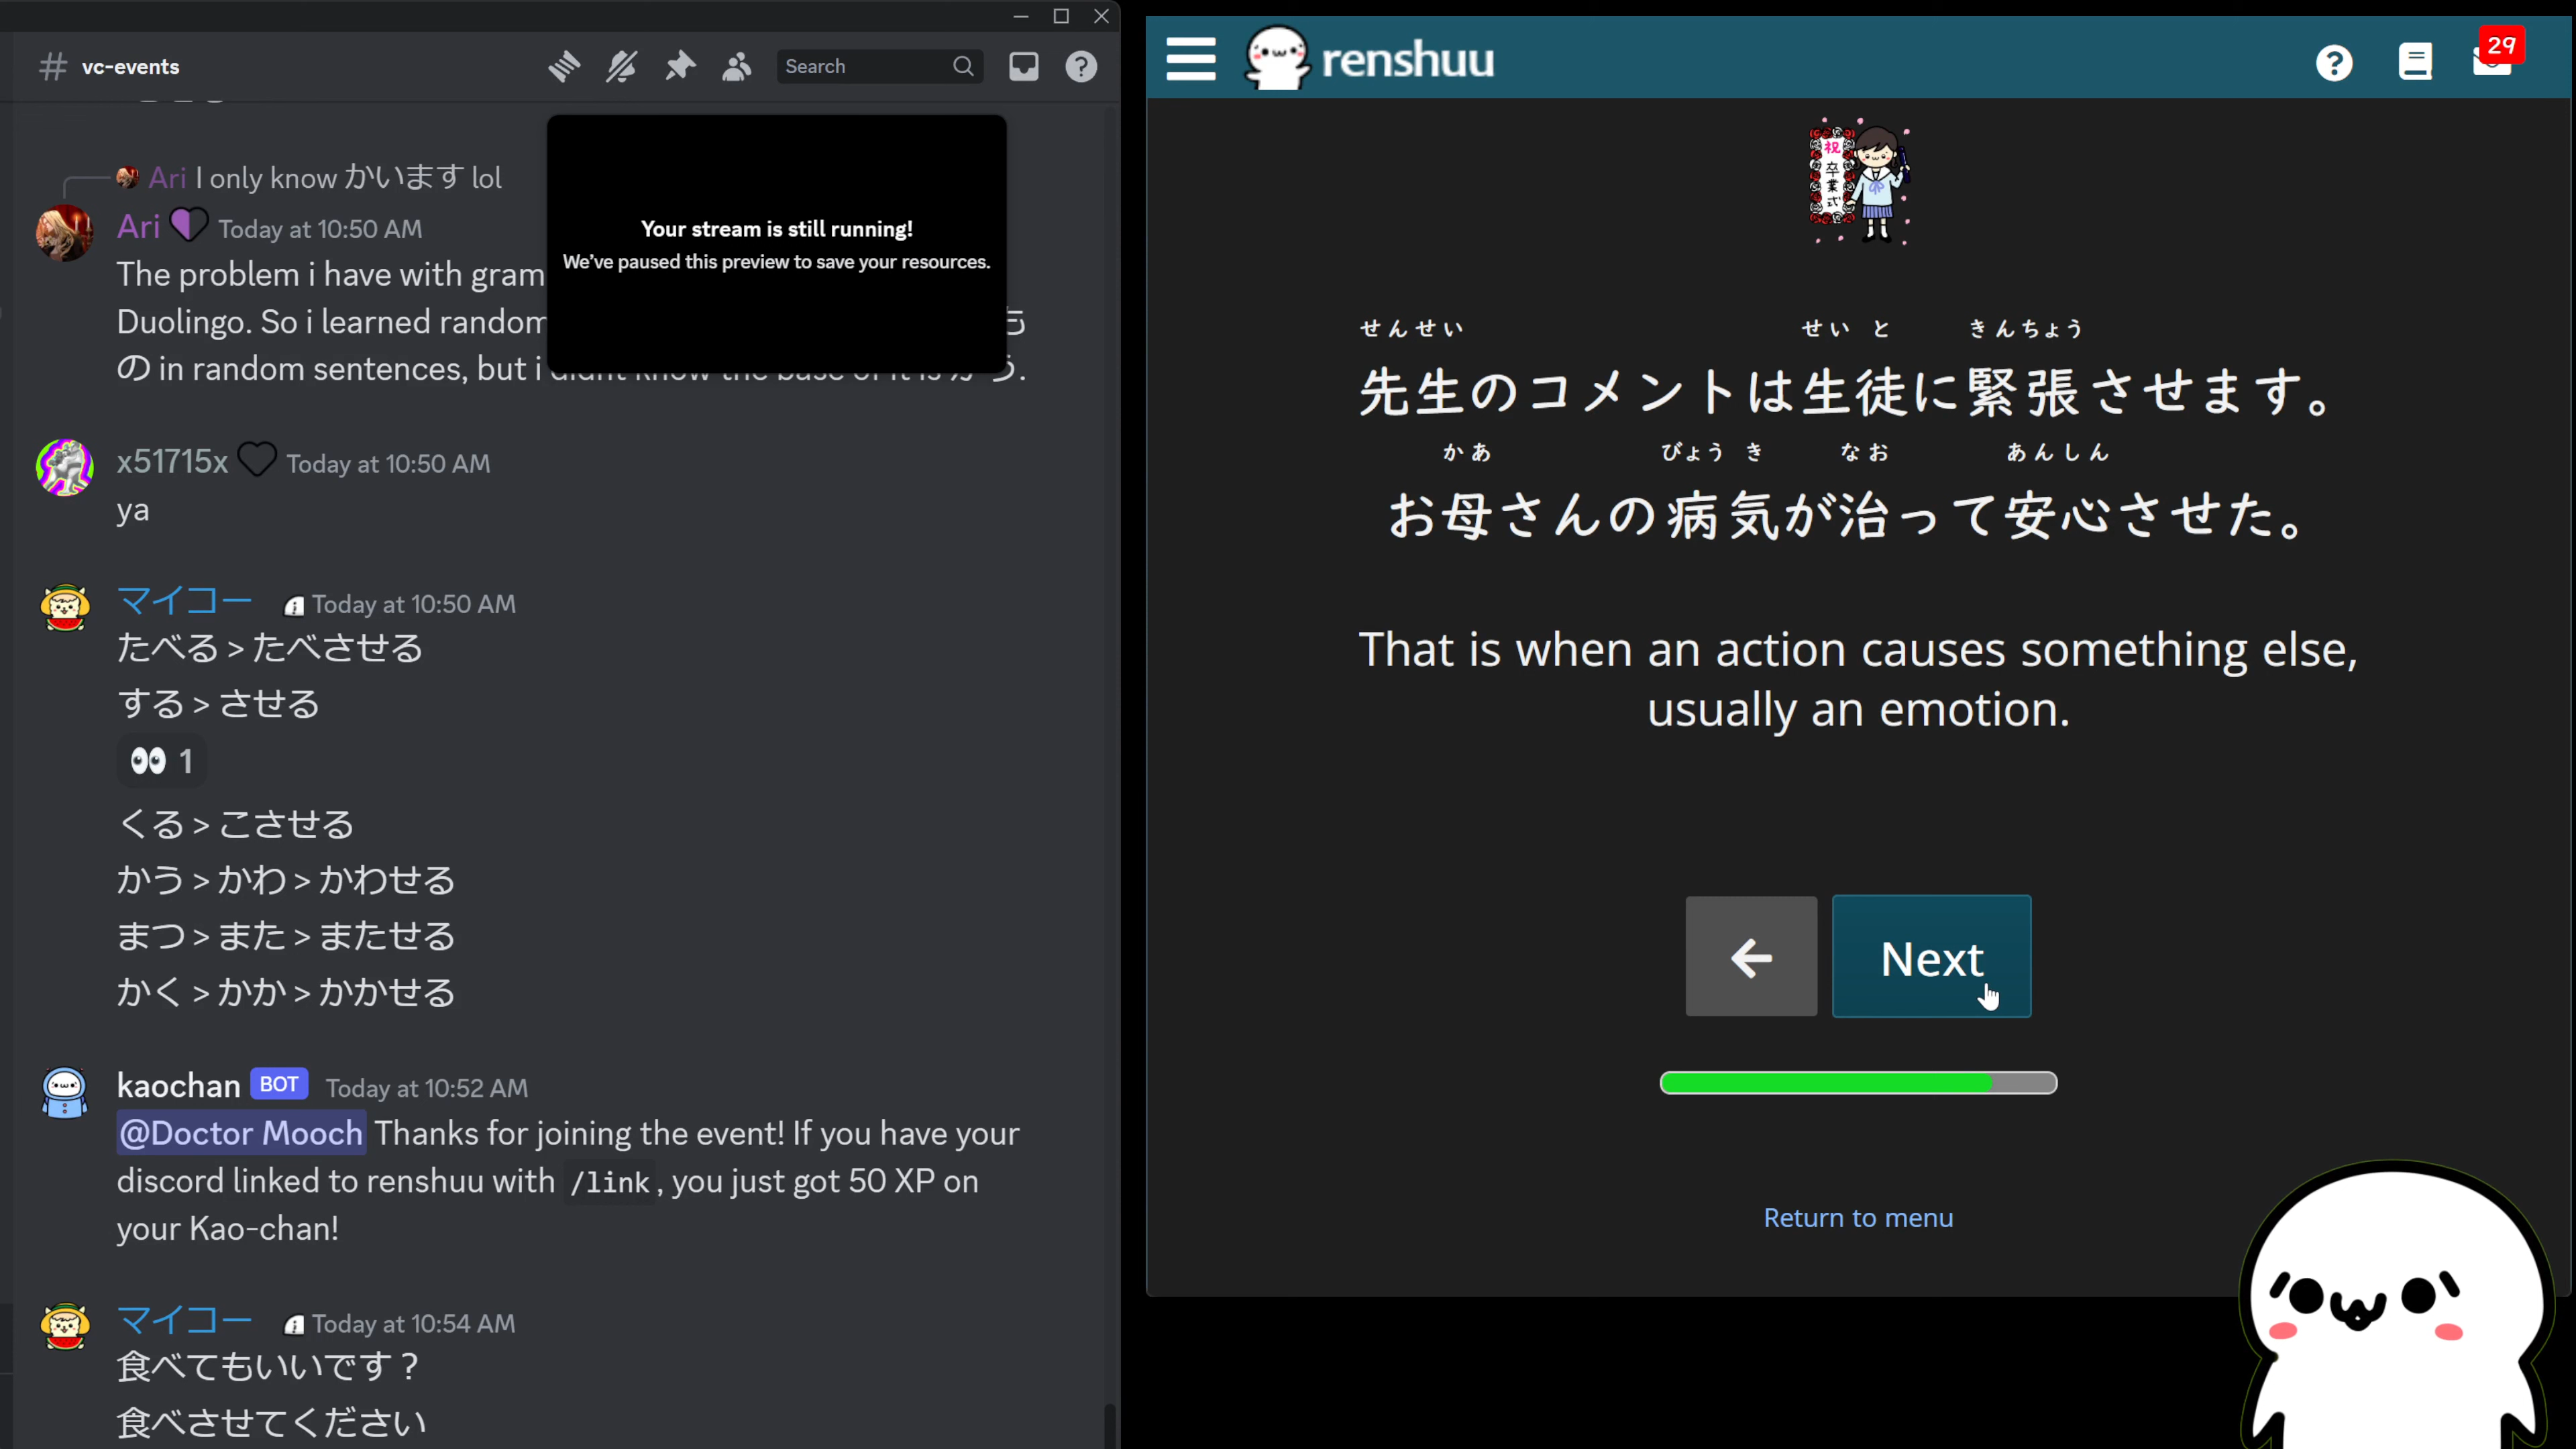 vc-events
Search
Ari I only know かいます lol
Ari Today at 10:50 AM
The problem i have with gram
Duolingo. So i learned random
の in random sentences, but i
x51715x Today at 10:50 AM
ya
マイコー Today at 10:50 AM
たべる > たべさせる
する > させる
1
くる > こさせる
かう > かわ > かわせる
まつ > また > またせる
かく > かか > かかせる
kaochan BOT Today at 10:52 AM
@Doctor Mooch Thanks for joining the event! If you have your
discord linked to renshuu with /link, you just got 50 XP on
your Kao-chan!
マイコー Today at 10:54 AM
食べてもいいです？
食べさせてください
Your stream is still running!
We've paused this preview to save your resources.
renshuu
29
祝
卒業式
せんせい せい と きんちょう
先生のコメントは生徒に緊張させます。
かあ びょう き なお あんしん
お母さんの病気が治って安心させた。
That is when an action causes something else,
usually an emotion.
Next
Return to menu